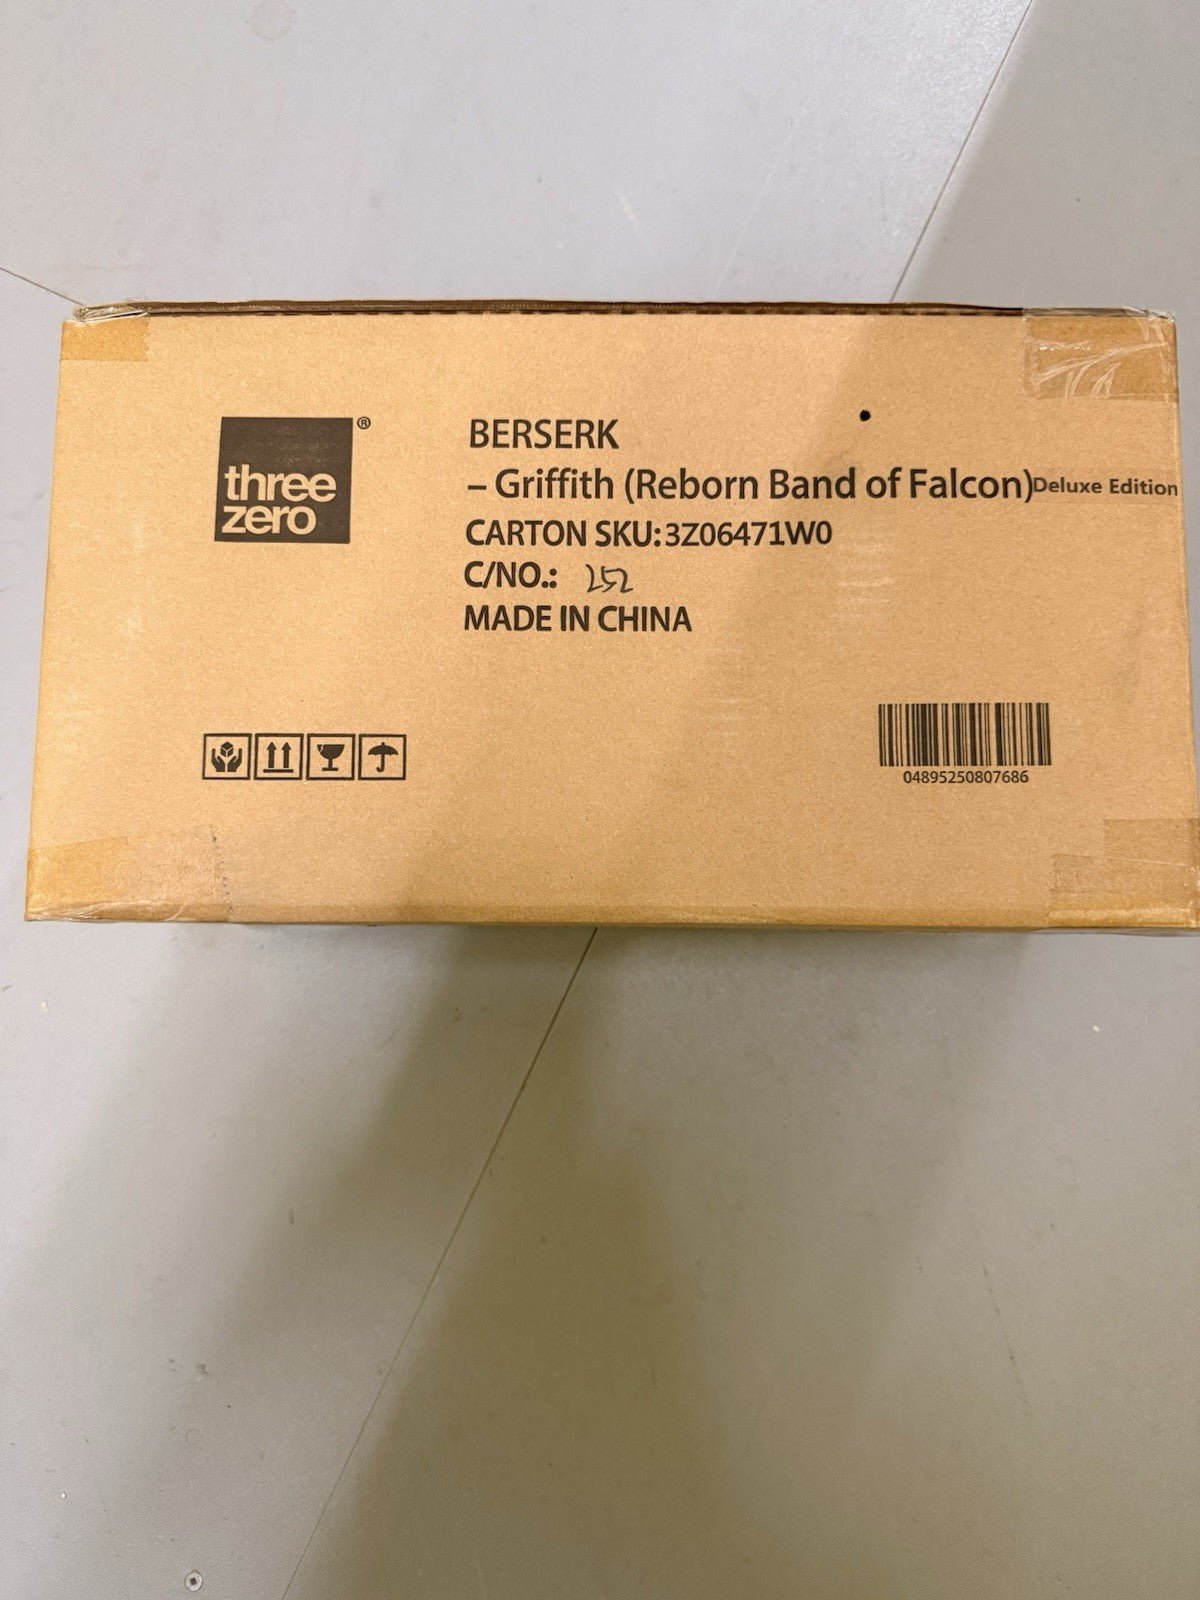 three
zero
®
BERSERK
– Griffith (Reborn Band of Falcon)Deluxe Edition
CARTON SKU:3Z06471W0
C/NO.: 252
MADE IN CHINA
04895250807686